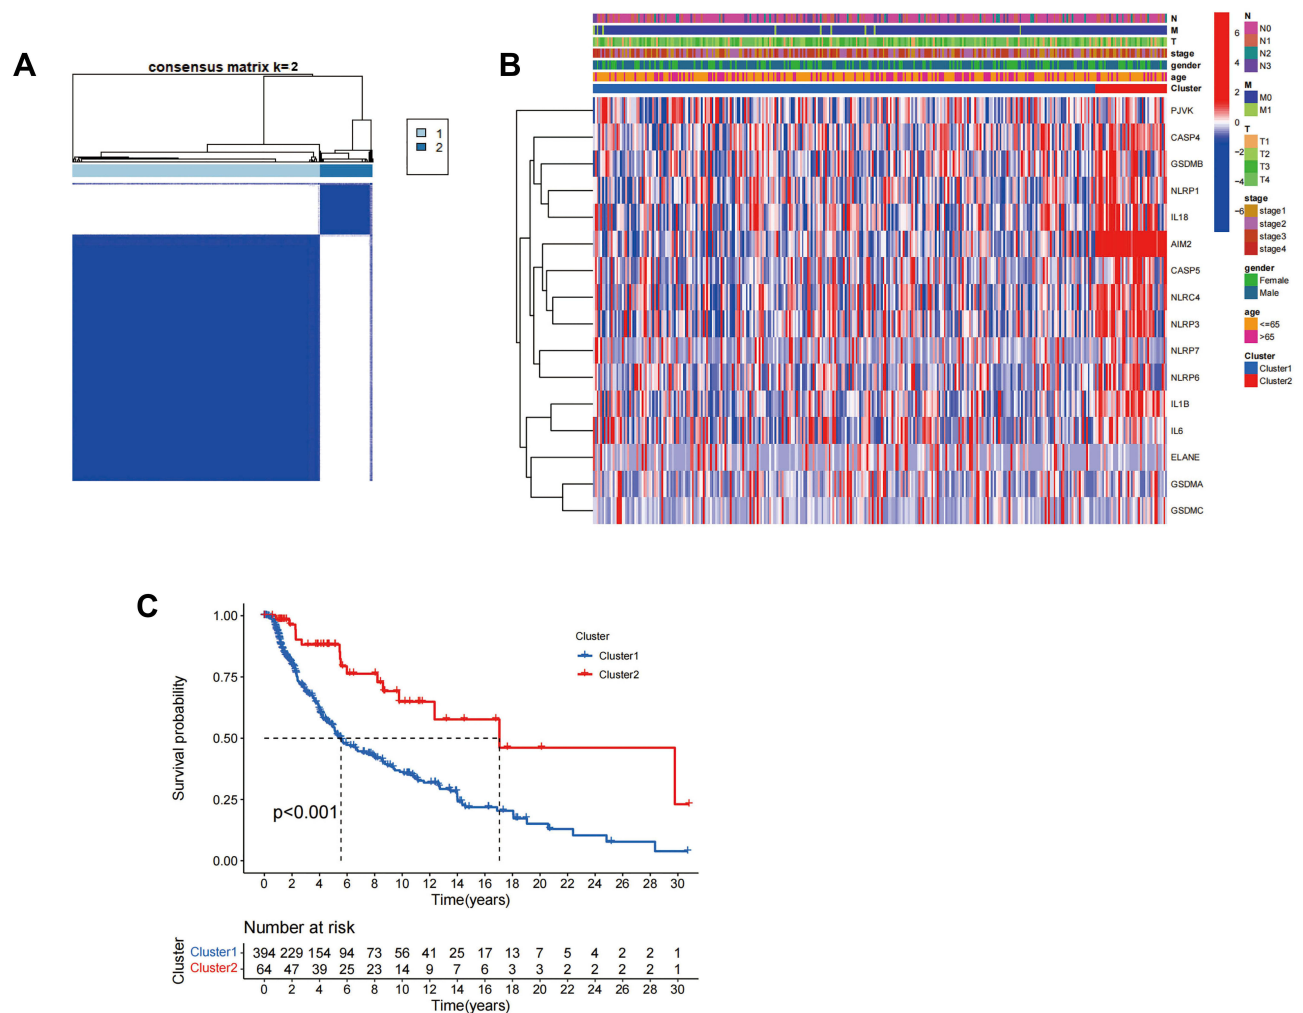 A
consensus matrix k=2
1
2
B
N
M
T
stage
gender
age
Cluster
PJVK
CASP4
GSDMB
NLRP1
IL18
AIM2
CASP5
NLRC4
NLRP3
NLRP7
NLRP6
IL1B
IL6
ELANE
GSDMA
GSDMC
6
4
2
0
−2
−4
−6
N
N0
N1
N2
N3
M
M0
M1
T
T1
T2
T3
T4
stage
stage1
stage2
stage3
stage4
gender
Female
Male
age
<=65
>65
Cluster
Cluster1
Cluster2
C
Survival probability
1.00
0.75
0.50
0.25
0.00
p<0.001
Cluster
Cluster1
Cluster2
0 2 4 6 8 10 12 14 16 18 20 22 24 26 28 30
Time(years)
Number at risk
Cluster
Cluster1 394 229 154 94 73 56 41 25 17 13 7 5 4 2 2 1
Cluster2 64 47 39 25 23 14 9 7 6 3 3 2 2 2 2 1
0 2 4 6 8 10 12 14 16 18 20 22 24 26 28 30
Time(years)